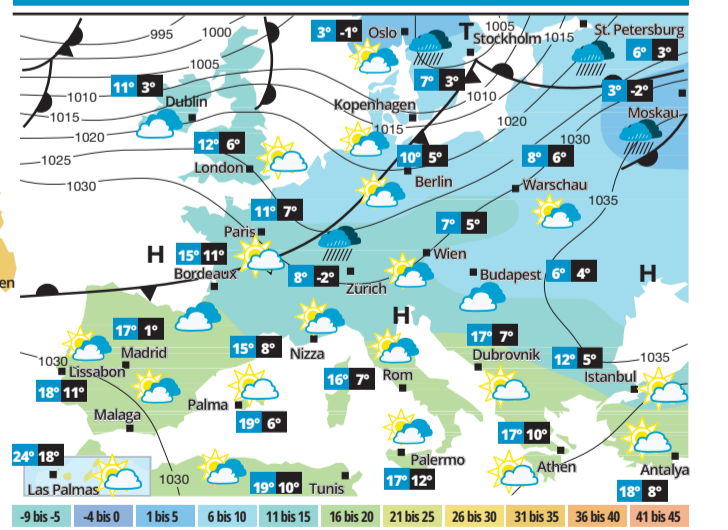 995
1000
1005
1010
1015
1020
1025
1030
3° -1° Oslo
T
1005
Stockholm
1015
St. Petersburg
6° 3°
11° 3°
Dublin
7° 3°
3° -2°
Moskau
Kopenhagen
1010
1015
1020
12° 6°
London
10° 5°
Berlin
8° 6°
1030
Warschau
1035
11° 7°
Paris
7° 5°
Wien
H
15° 11°
Bordeaux
8° -2°
Zürich
Budapest
6° 4°
H
en
H
17° 1°
Madrid
15° 8°
Nizza
17° 7°
Dubrovnik
12° 5°
Istanbul
1035
1030
Lissabon
18° 11°
16° 7°
Rom
Palma
19° 6°
Malaga
17° 10°
Athen
24° 18°
Las Palmas
1030
19° 10° Tunis
Palermo
17° 12°
Antalya
18° 8°
-9 bis -5 -4 bis 0 1 bis 5 6 bis 10 11 bis 15 16 bis 20 21 bis 25 26 bis 30 31 bis 35 36 bis 40 41 bis 45